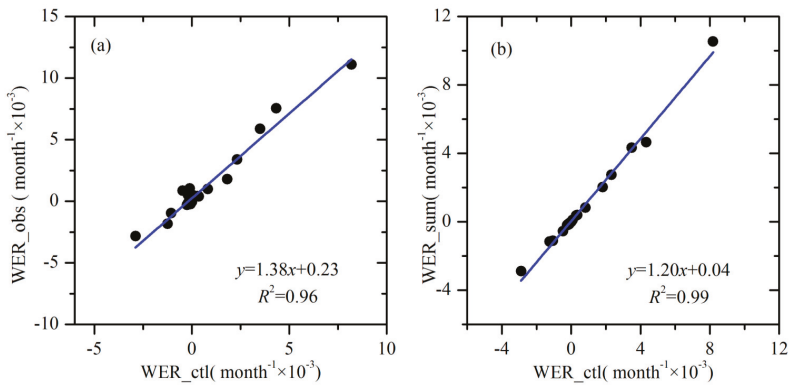 (a)
WER_obs ( month⁻¹×10⁻³)
15
10
5
0
-5
-10
y=1.38x+0.23
R²=0.96
-5
0
5
10
WER_ctl( month⁻¹×10⁻³)
(b)
WER_sum( month⁻¹×10⁻³)
12
8
4
0
-4
y=1.20x+0.04
R²=0.99
-4
0
4
8
12
WER_ctl( month⁻¹×10⁻³)